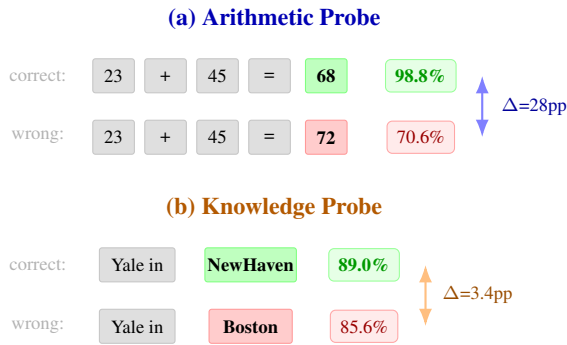 (a) Arithmetic Probe
correct: 23 + 45 = 68 98.8%
Δ=28pp
wrong: 23 + 45 = 72 70.6%
(b) Knowledge Probe
correct: Yale in NewHaven 89.0%
Δ=3.4pp
wrong: Yale in Boston 85.6%